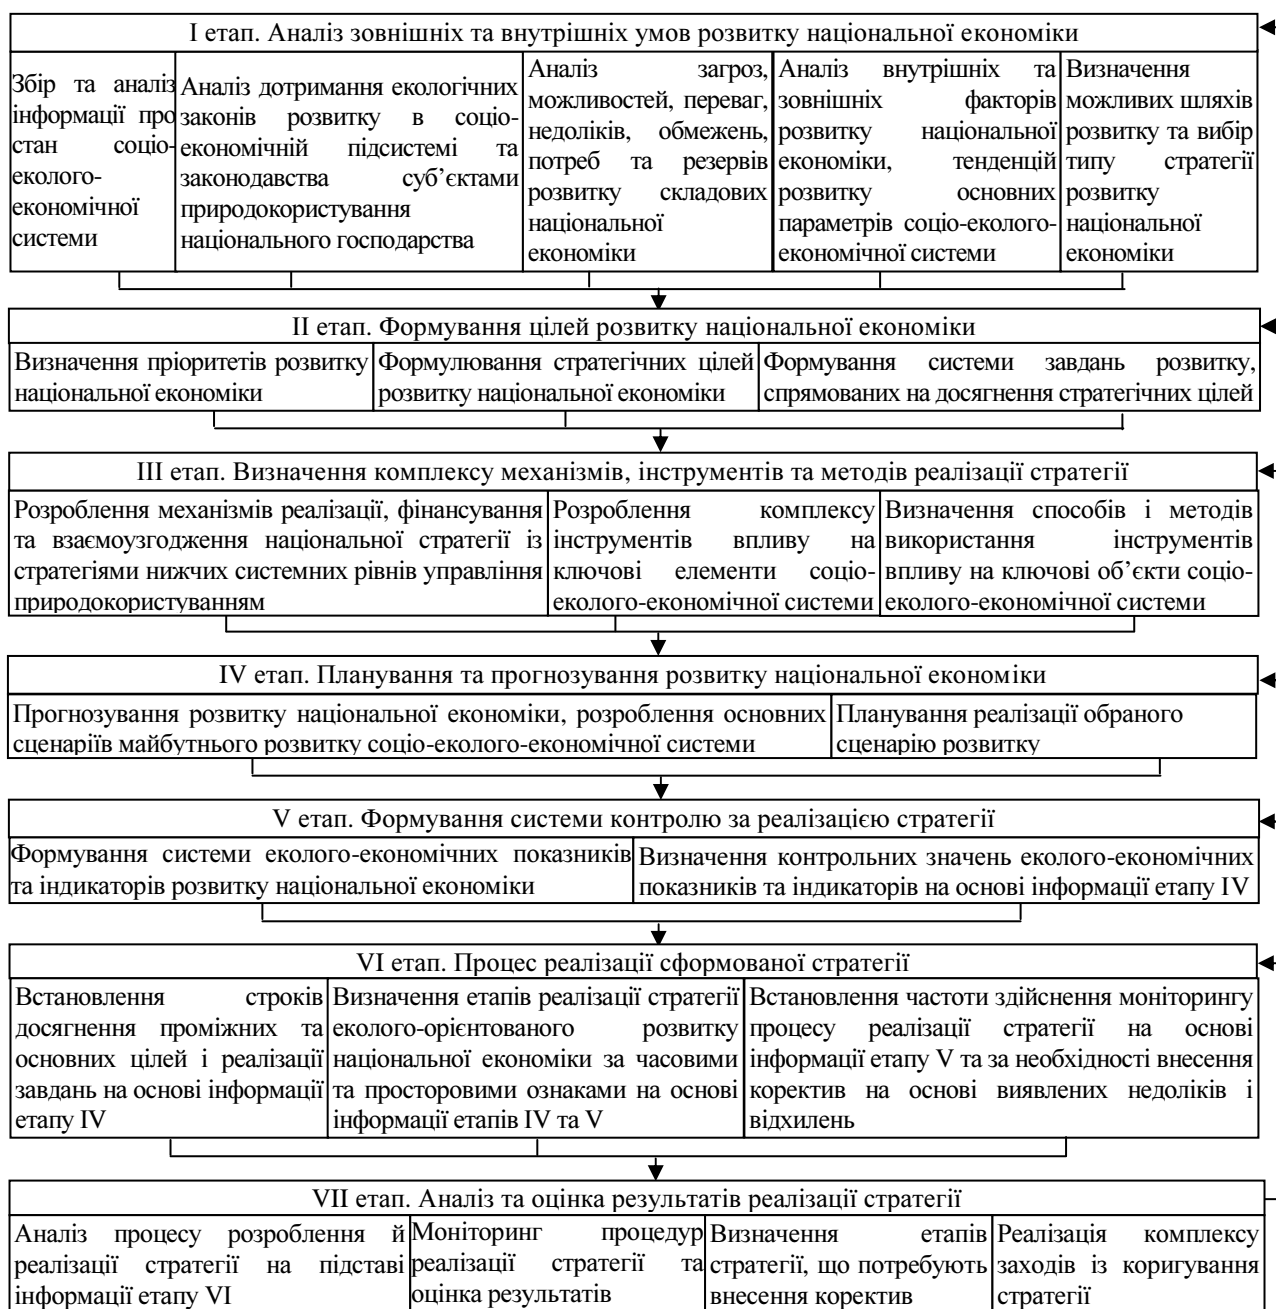 І етап. Аналіз зовнішніх та внутрішніх умов розвитку національної економіки
Збір та аналіз
інформації про
стан соціо-
еколого-
економічної
системи
Аналіз дотримання екологічних
законів розвитку в соціо-
економічній підсистемі та
законодавства суб’єктами
природокористування
національного господарства
Аналіз загроз,
можливостей, переваг,
недоліків, обмежень,
потреб та резервів
розвитку складових
національної
економіки
Аналіз внутрішніх та
зовнішніх факторів
розвитку національної
економіки, тенденцій
розвитку основних
параметрів соціо-еколого-
економічної системи
Визначення
можливих шляхів
розвитку та вибір
типу стратегії
розвитку
національної
економіки
ІІ етап. Формування цілей розвитку національної економіки
Визначення пріоритетів розвитку
національної економіки
Формулювання стратегічних цілей
розвитку національної економіки
Формування системи завдань розвитку,
спрямованих на досягнення стратегічних цілей
ІІІ етап. Визначення комплексу механізмів, інструментів та методів реалізації стратегії
Розроблення механізмів реалізації, фінансування
та взаємоузгодження національної стратегії із
стратегіями нижчих системних рівнів управління
природокористуванням
Розроблення комплексу
інструментів впливу на
ключові елементи соціо-
еколого-економічної системи
Визначення способів і методів
використання інструментів
впливу на ключові об’єкти соціо-
еколого-економічної системи
IV етап. Планування та прогнозування розвитку національної економіки
Прогнозування розвитку національної економіки, розроблення основних
сценаріїв майбутнього розвитку соціо-еколого-економічної системи
Планування реалізації обраного
сценарію розвитку
V етап. Формування системи контролю за реалізацією стратегії
Формування системи еколого-економічних показників
та індикаторів розвитку національної економіки
Визначення контрольних значень еколого-економічних
показників та індикаторів на основі інформації етапу IV
VI етап. Процес реалізації сформованої стратегії
Встановлення строків
досягнення проміжних та
основних цілей і реалізації
завдань на основі інформації
етапу IV
Визначення етапів реалізації стратегії
еколого-орієнтованого розвитку
національної економіки за часовими
та просторовими ознаками на основі
інформації етапів IV та V
Встановлення частоти здійснення моніторингу
процесу реалізації стратегії на основі
інформації етапу V та за необхідності внесення
коректив на основі виявлених недоліків і
відхилень
VII етап. Аналіз та оцінка результатів реалізації стратегії
Аналіз процесу розроблення й
реалізації стратегії на підставі
інформації етапу VI
Моніторинг процедур
реалізації стратегії та
оцінка результатів
Визначення етапів
стратегії, що потребують
внесення коректив
Реалізація комплексу
заходів із коригування
стратегії